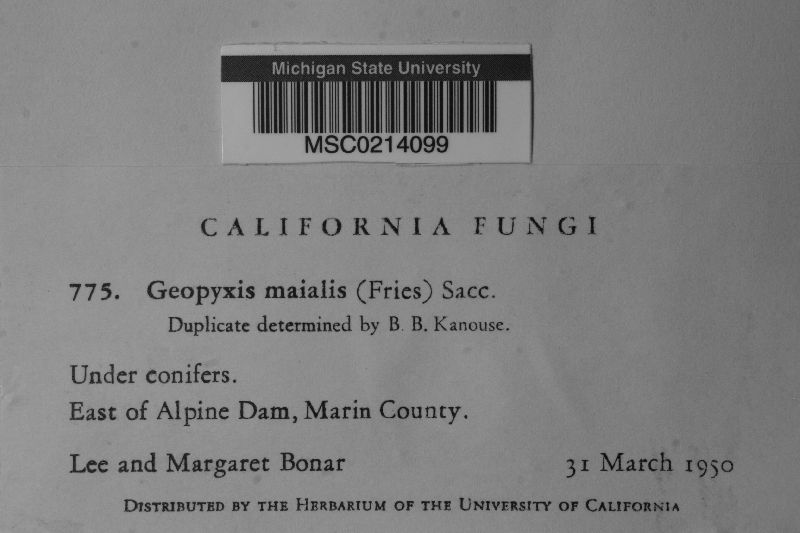 Michigan State University
MSC0214099
CALIFORNIA FUNGI
775. Geopyxis maialis (Fries) Sacc.
Duplicate determined by B. B. Kanouse.
Under conifers.
East of Alpine Dam, Marin County.
Lee and Margaret Bonar 31 March 1950
DISTRIBUTED BY THE HERBARIUM OF THE UNIVERSITY OF CALIFORNIA